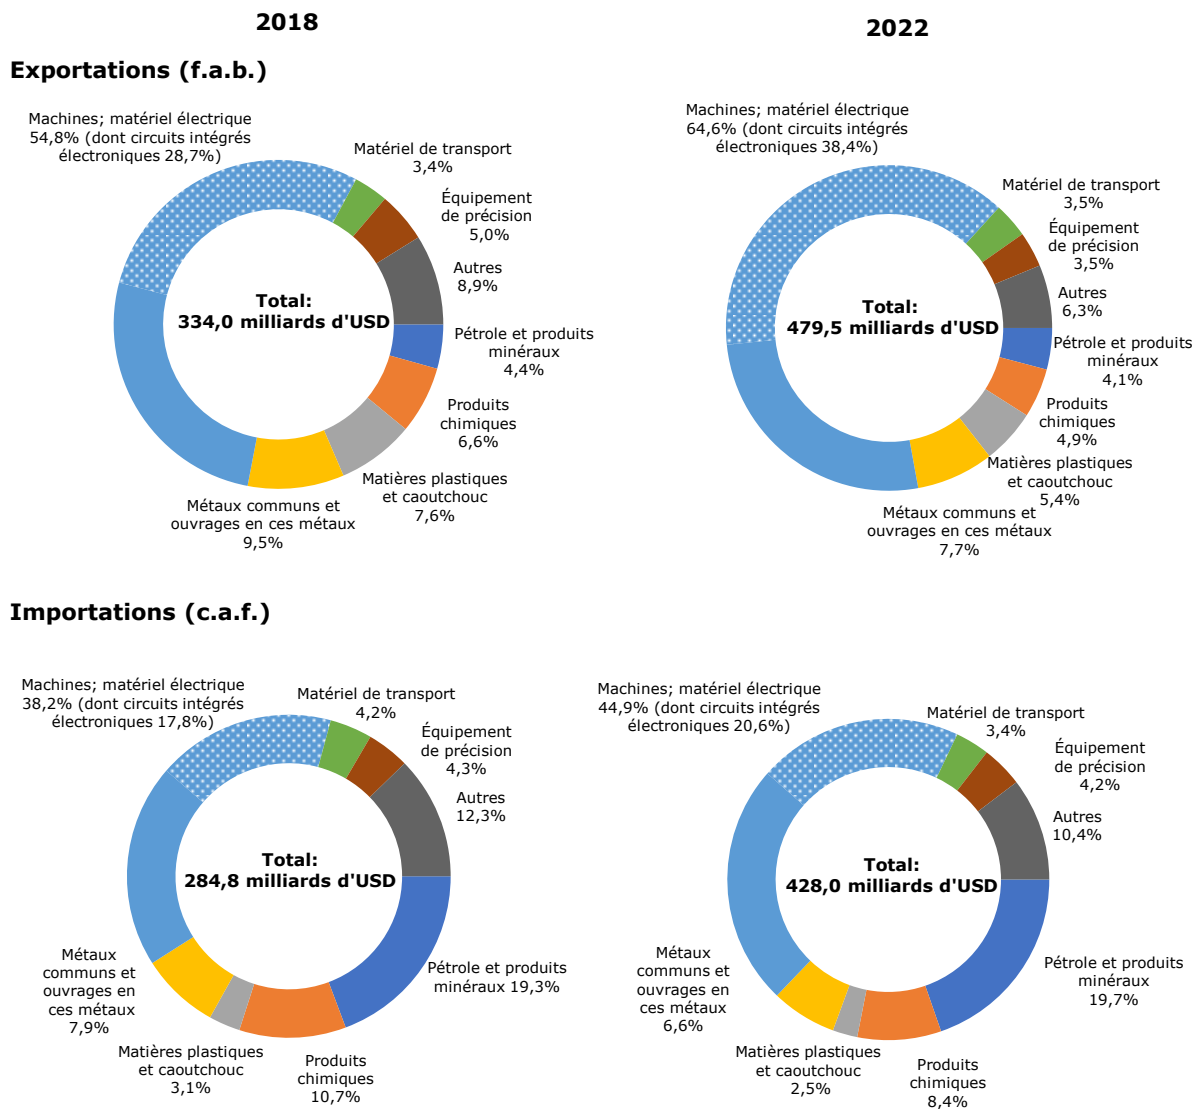 2018
2022
Exportations (f.a.b.)
Machines; matériel électrique
54,8% (dont circuits intégrés
électroniques 28,7%)
Matériel de transport
3,4%
Équipement
de précision
5,0%
Autres
8,9%
Total:
334,0 milliards d'USD
Pétrole et produits
minéraux
4,4%
Produits
chimiques
6,6%
Matières plastiques
et caoutchouc
7,6%
Métaux communs et
ouvrages en ces métaux
9,5%
Machines; matériel électrique
64,6% (dont circuits intégrés
électroniques 38,4%)
Matériel de transport
3,5%
Équipement
de précision
3,5%
Autres
6,3%
Total:
479,5 milliards d'USD
Pétrole et produits
minéraux
4,1%
Produits
chimiques
4,9%
Matières plastiques
et caoutchouc
5,4%
Métaux communs et
ouvrages en ces métaux
7,7%
Importations (c.a.f.)
Machines; matériel électrique
38,2% (dont circuits intégrés
électroniques 17,8%)
Matériel de transport
4,2%
Équipement
de précision
4,3%
Autres
12,3%
Total:
284,8 milliards d'USD
Pétrole et produits
minéraux 19,3%
Produits
chimiques
10,7%
Matières plastiques
et caoutchouc
3,1%
Métaux
communs et
ouvrages en
ces métaux
7,9%
Machines; matériel électrique
44,9% (dont circuits intégrés
électroniques 20,6%)
Matériel de transport
3,4%
Équipement
de précision
4,2%
Autres
10,4%
Total:
428,0 milliards d'USD
Pétrole et produits
minéraux
19,7%
Produits
chimiques
8,4%
Matières plastiques
et caoutchouc
2,5%
Métaux
communs et
ouvrages en
ces métaux
6,6%